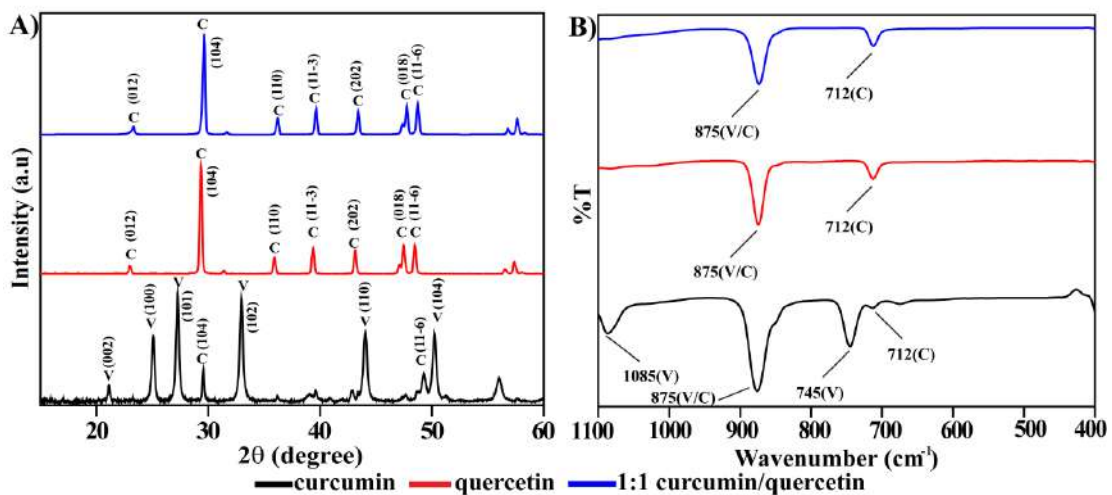 A)
Intensity (a.u)
C (012)
C
(104)
C (110)
C (11-3)
C (202)
C (018)
C (11-6)
C (012)
C
(104)
C (110)
C (11-3)
C (202)
C (018)
C (11-6)
V (002)
V (100)
V
(101)
C (104)
V
(102)
V (110)
C (11-6)
V (104)
20 30 40 50 60
2θ (degree)
B)
%T
875(V/C)
712(C)
875(V/C)
712(C)
1085(V)
875(V/C)
745(V)
712(C)
1100 1000 900 800 700 600 500 400
Wavenumber (cm-1)
curcumin quercetin 1:1 curcumin/quercetin